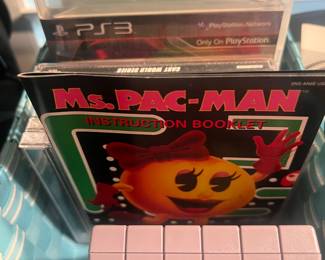 PS3
PlayStation Network
Only On PlayStation
Ms. PAC-MAN
INSTRUCTION BOOKLET